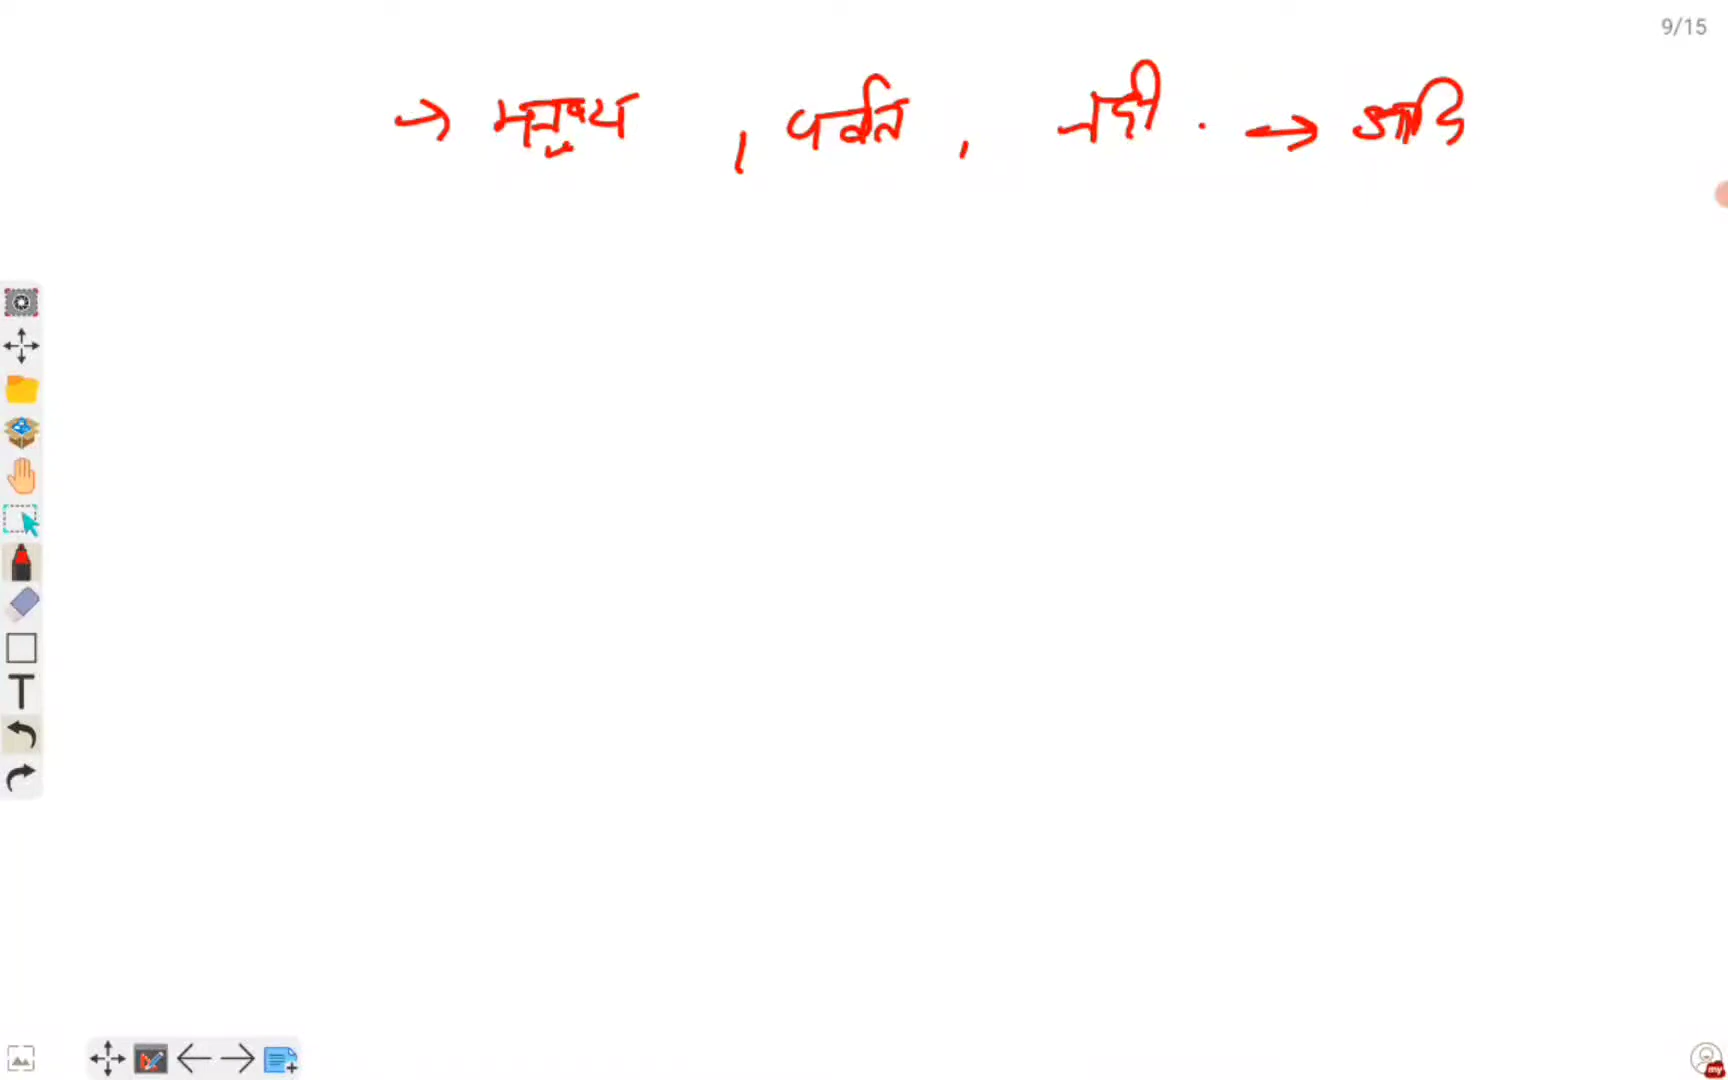 9/15
→ मनुष्य , पर्वत , नदी . → आदि